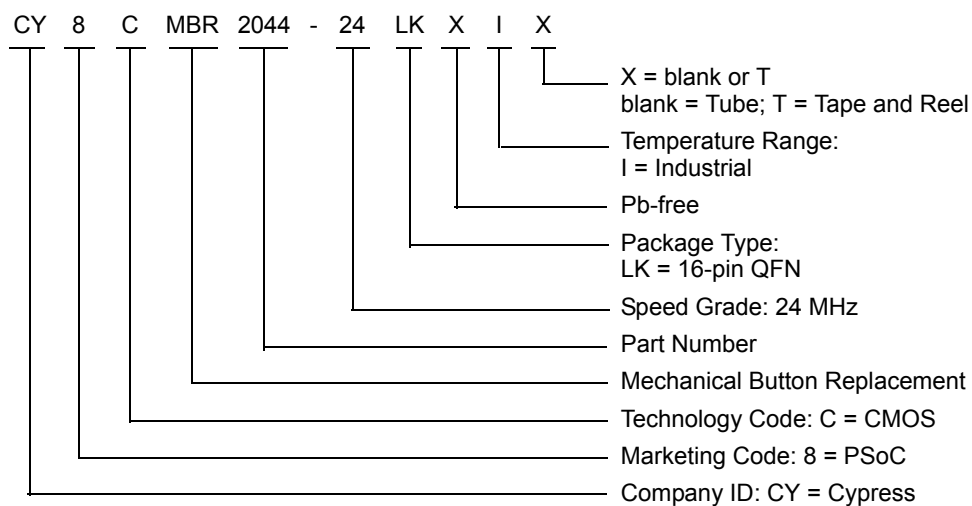 CY 8 C MBR 2044 - 24 LK X I X
X = blank or T
blank = Tube; T = Tape and Reel
Temperature Range:
I = Industrial
Pb-free
Package Type:
LK = 16-pin QFN
Speed Grade: 24 MHz
Part Number
Mechanical Button Replacement
Technology Code: C = CMOS
Marketing Code: 8 = PSoC
Company ID: CY = Cypress